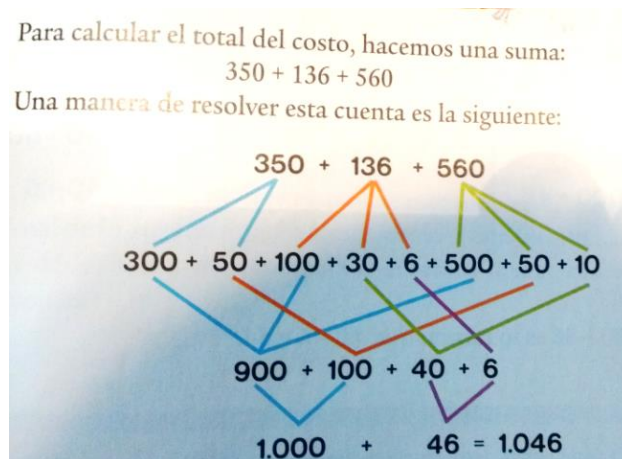 Para calcular el total del costo, hacemos una suma:
350 + 136 + 560
Una manera de resolver esta cuenta es la siguiente:
350 + 136 + 560
300 + 50 + 100 + 30 + 6 + 500 + 50 + 10
900 + 100 + 40 + 6
1.000 + 46 = 1.046